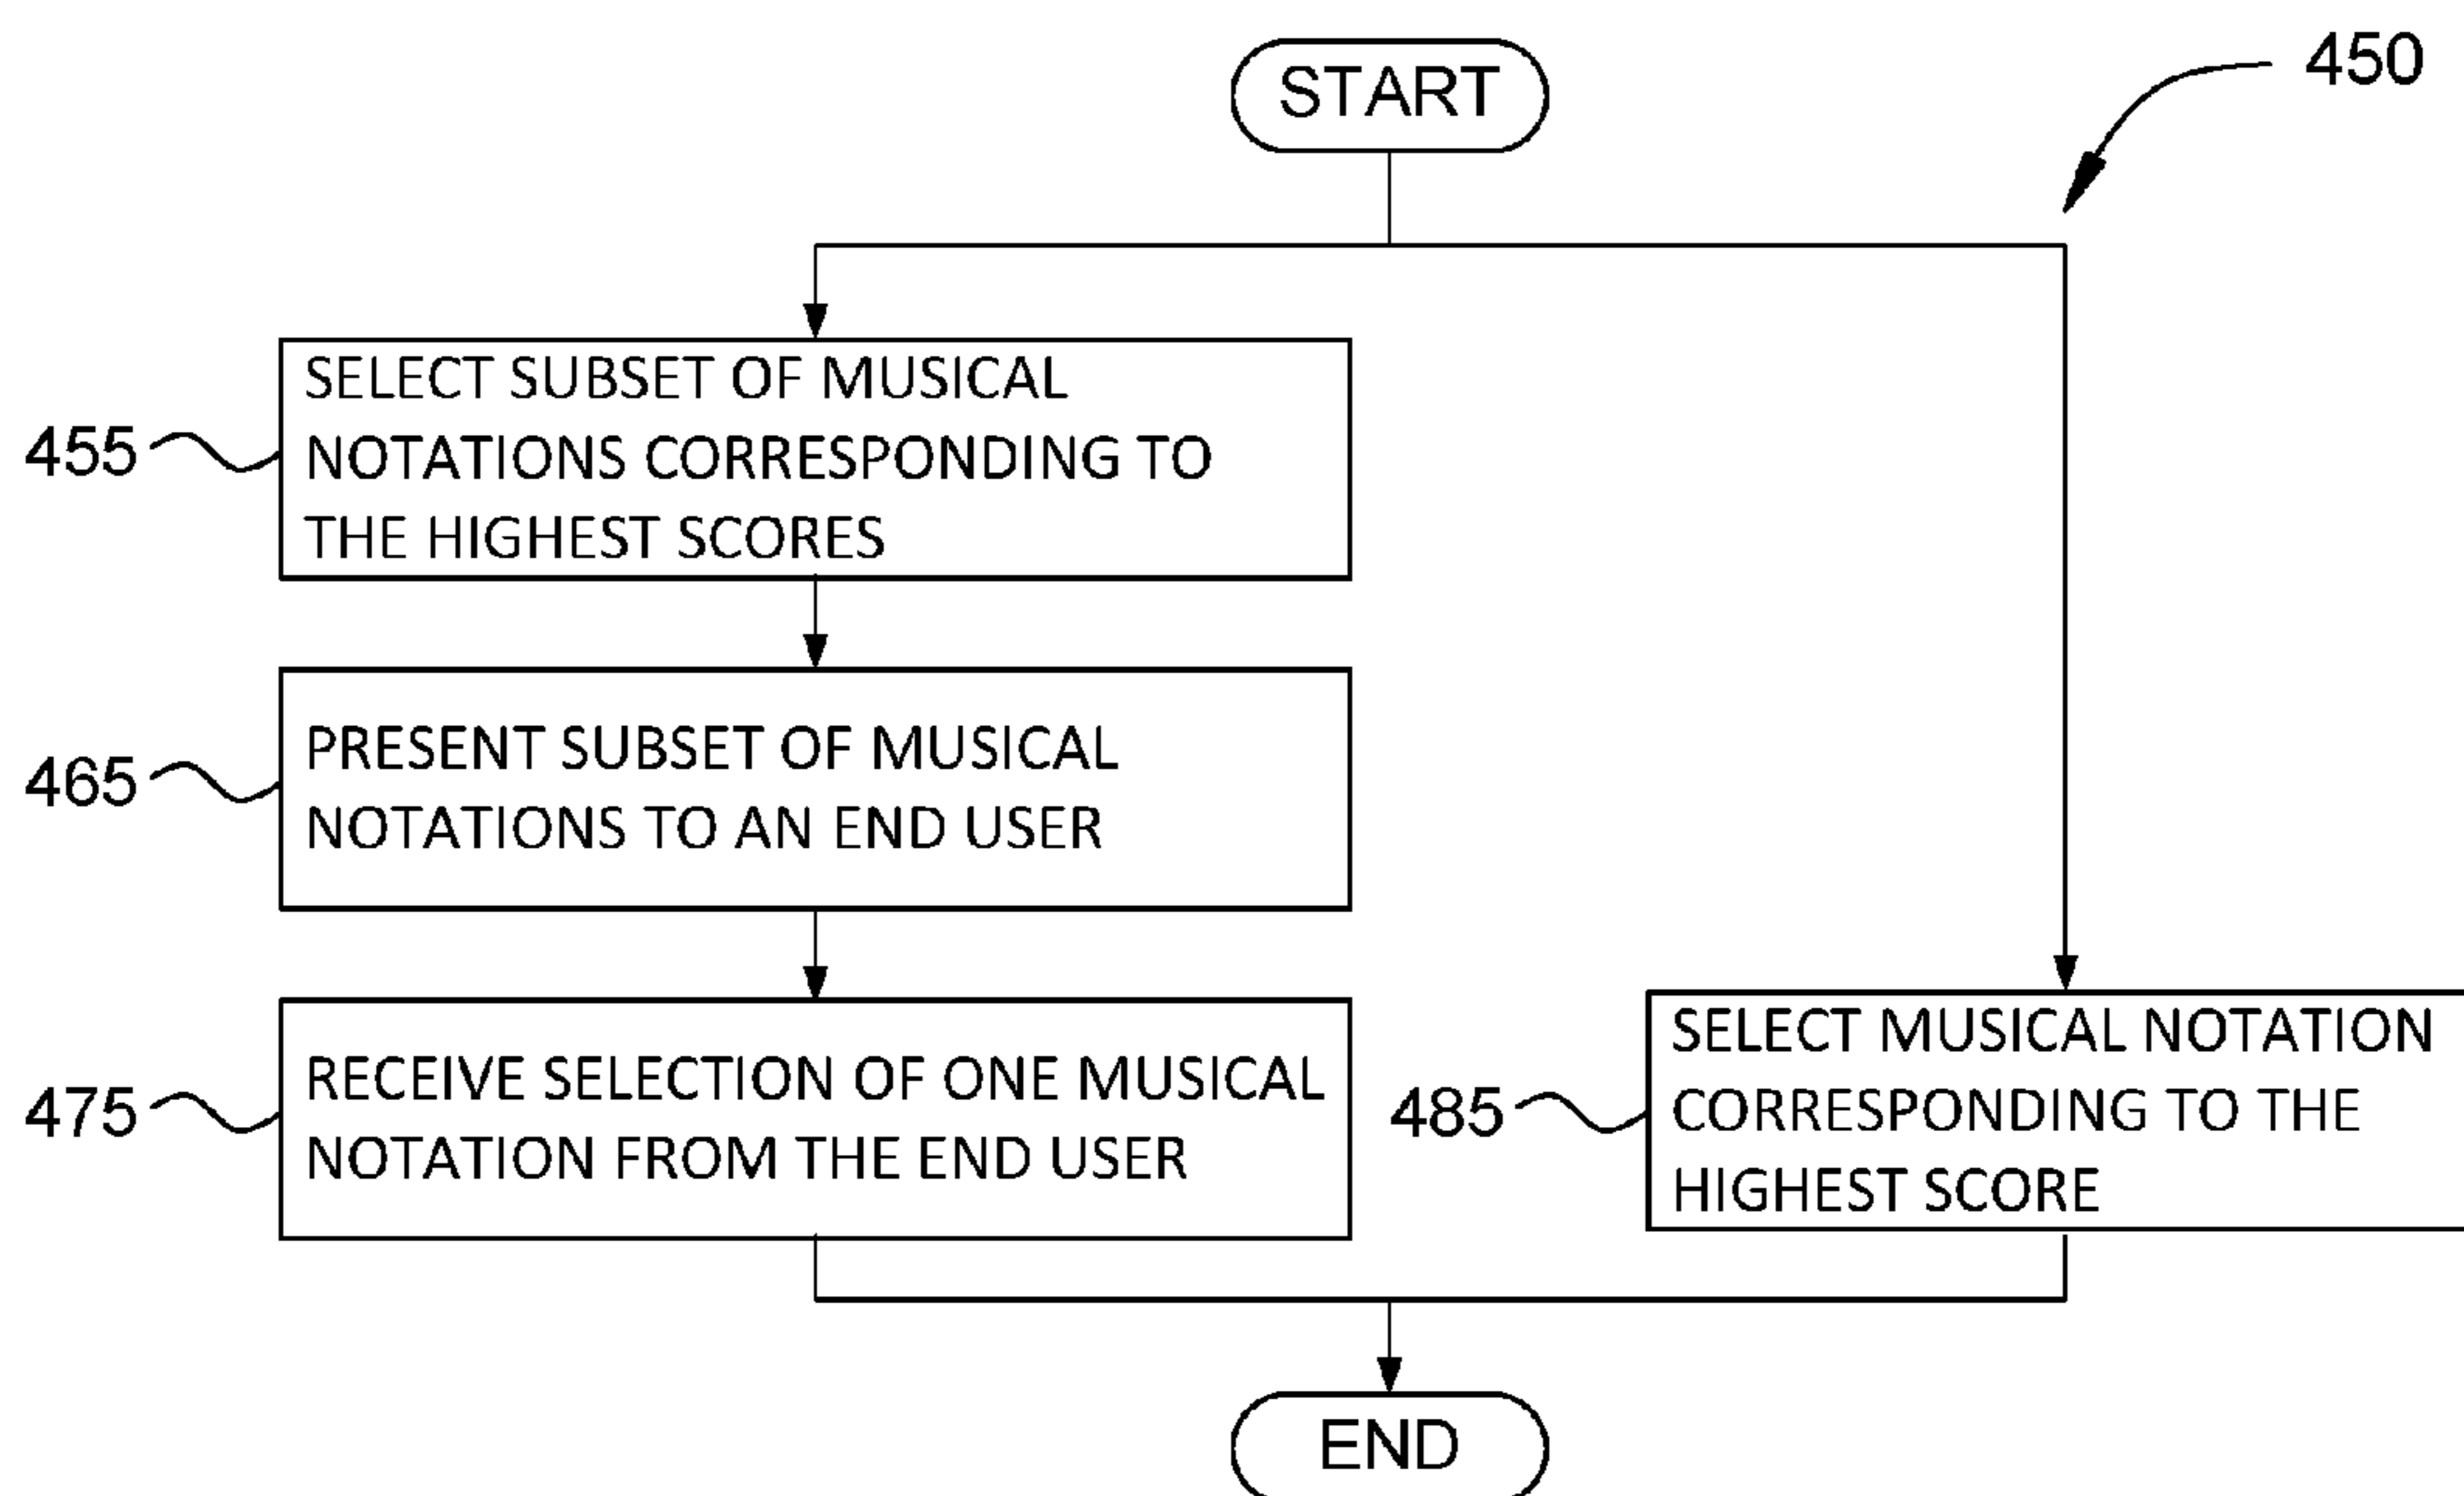 START
450
455
SELECT SUBSET OF MUSICAL
NOTATIONS CORRESPONDING TO
THE HIGHEST SCORES
465
PRESENT SUBSET OF MUSICAL
NOTATIONS TO AN END USER
475
RECEIVE SELECTION OF ONE MUSICAL
NOTATION FROM THE END USER
485
SELECT MUSICAL NOTATION
CORRESPONDING TO THE
HIGHEST SCORE
END